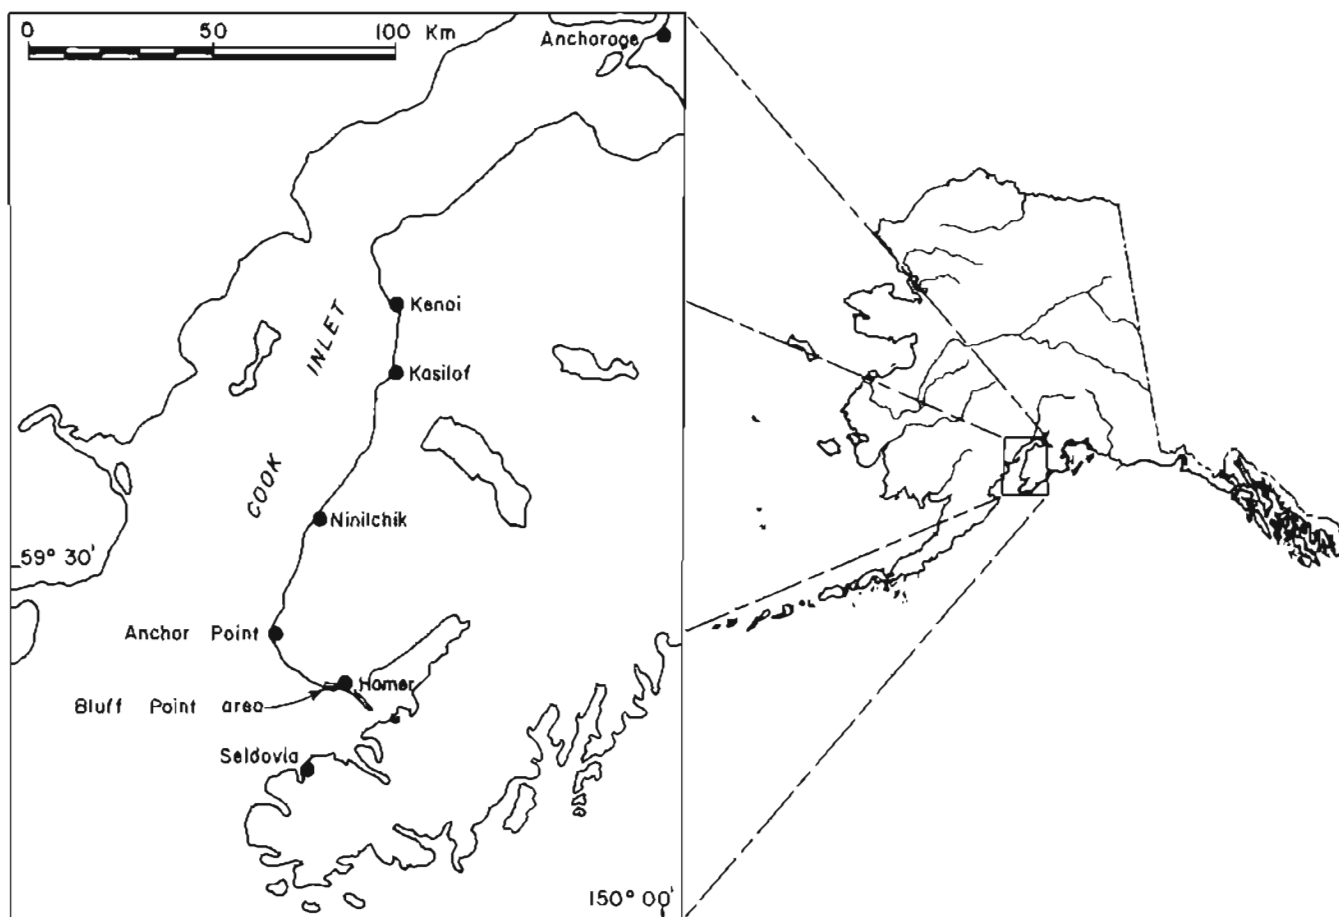 0 50 100 Km
Anchorage
Kenai
INLET
Kasilof
COOK
Ninilchik
59° 30'
Anchor Point
Homer
Bluff Point area
Seldovia
150° 00'